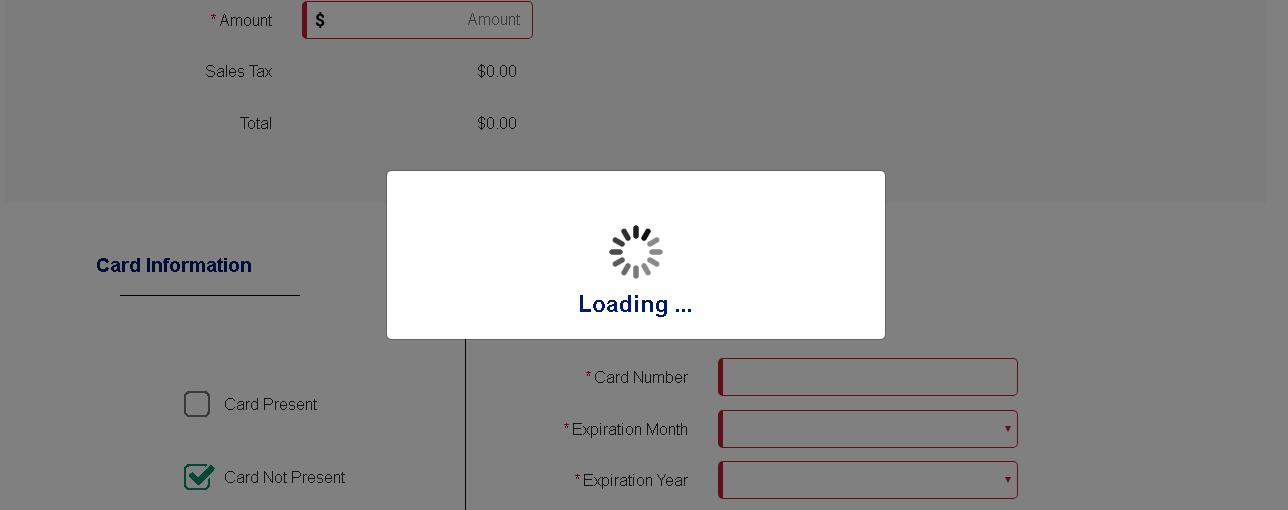 * Amount $ Amount
Sales Tax $0.00
Total $0.00
Loading ...
Card Information
Card Present
Card Not Present
* Card Number
* Expiration Month
* Expiration Year